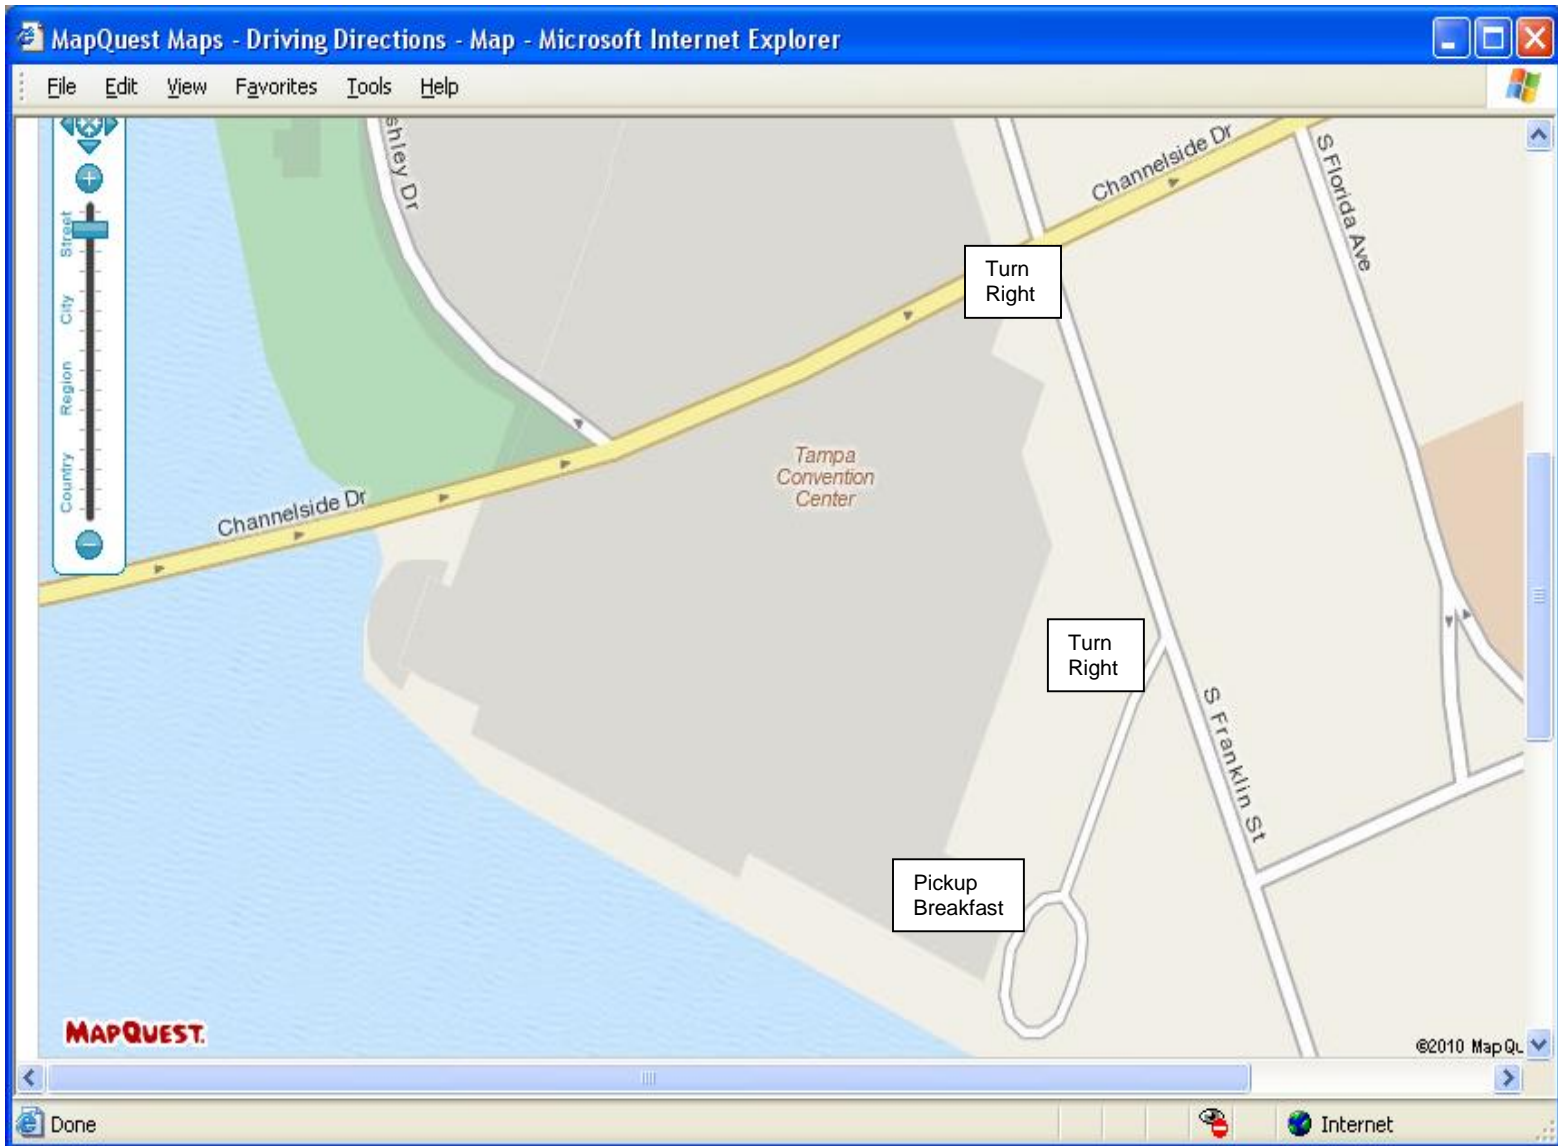 MapQuest Maps - Driving Directions - Map - Microsoft Internet Explorer
File Edit View Favorites Tools Help
shley Dr
Channelside Dr
S Florida Ave
Street
City
Region
Country
Turn
Right
Tampa
Convention
Center
Channelside Dr
Turn
Right
S Franklin St
Pickup
Breakfast
MAPQUEST.
©2010 MapQu
Done
Internet